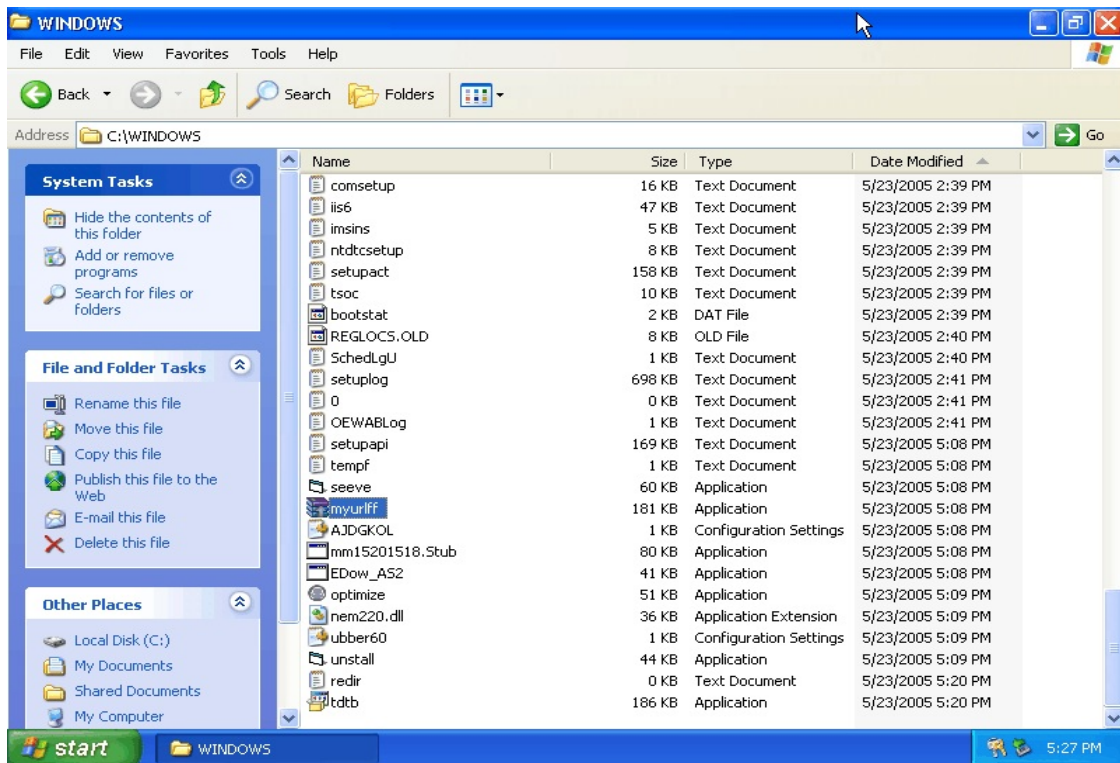 WINDOWS
File Edit View Favorites Tools Help
Back Search Folders
Address C:\WINDOWS Go
System Tasks
Hide the contents of
this folder
Add or remove
programs
Search for files or
folders
File and Folder Tasks
Rename this file
Move this file
Copy this file
Publish this file to the
Web
E-mail this file
Delete this file
Other Places
Local Disk (C:)
My Documents
Shared Documents
My Computer
Name Size Type Date Modified
comsetup 16 KB Text Document 5/23/2005 2:39 PM
iis6 47 KB Text Document 5/23/2005 2:39 PM
imsins 5 KB Text Document 5/23/2005 2:39 PM
ntdtcsetup 8 KB Text Document 5/23/2005 2:39 PM
setupact 158 KB Text Document 5/23/2005 2:39 PM
tsoc 10 KB Text Document 5/23/2005 2:39 PM
bootstat 2 KB DAT File 5/23/2005 2:39 PM
REGLOCS.OLD 8 KB OLD File 5/23/2005 2:40 PM
SchedLgU 1 KB Text Document 5/23/2005 2:40 PM
setuplog 698 KB Text Document 5/23/2005 2:41 PM
0 0 KB Text Document 5/23/2005 2:41 PM
OEWABLog 1 KB Text Document 5/23/2005 2:41 PM
setupapi 169 KB Text Document 5/23/2005 5:08 PM
tempf 1 KB Text Document 5/23/2005 5:08 PM
seeve 60 KB Application 5/23/2005 5:08 PM
myurlff 181 KB Application 5/23/2005 5:08 PM
AJDGKOL 1 KB Configuration Settings 5/23/2005 5:08 PM
mm15201518.Stub 80 KB Application 5/23/2005 5:08 PM
EDow_AS2 41 KB Application 5/23/2005 5:08 PM
optimize 51 KB Application 5/23/2005 5:08 PM
nem220.dll 36 KB Application Extension 5/23/2005 5:09 PM
ubber60 1 KB Configuration Settings 5/23/2005 5:09 PM
unstall 44 KB Application 5/23/2005 5:09 PM
redir 0 KB Text Document 5/23/2005 5:20 PM
tdtb 186 KB Application 5/23/2005 5:20 PM
start WINDOWS 5:27 PM